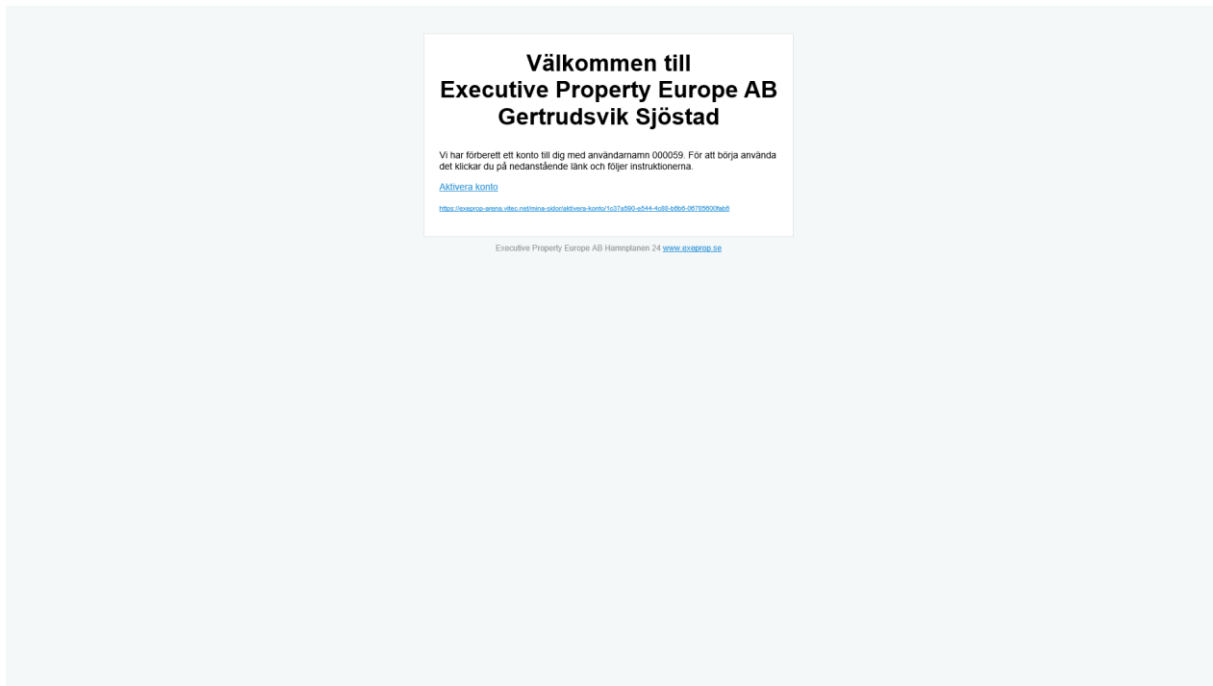 Välkommen till
Executive Property Europe AB
Gertrudsvik Sjöstad
Vi har förberett ett konto till dig med användarnamn 000059. För att börja använda
det klickar du på nedanstående länk och följer instruktionerna.
Aktivera konto
Executive Property Europe AB Hamnplanen 24 www.exeprop.se